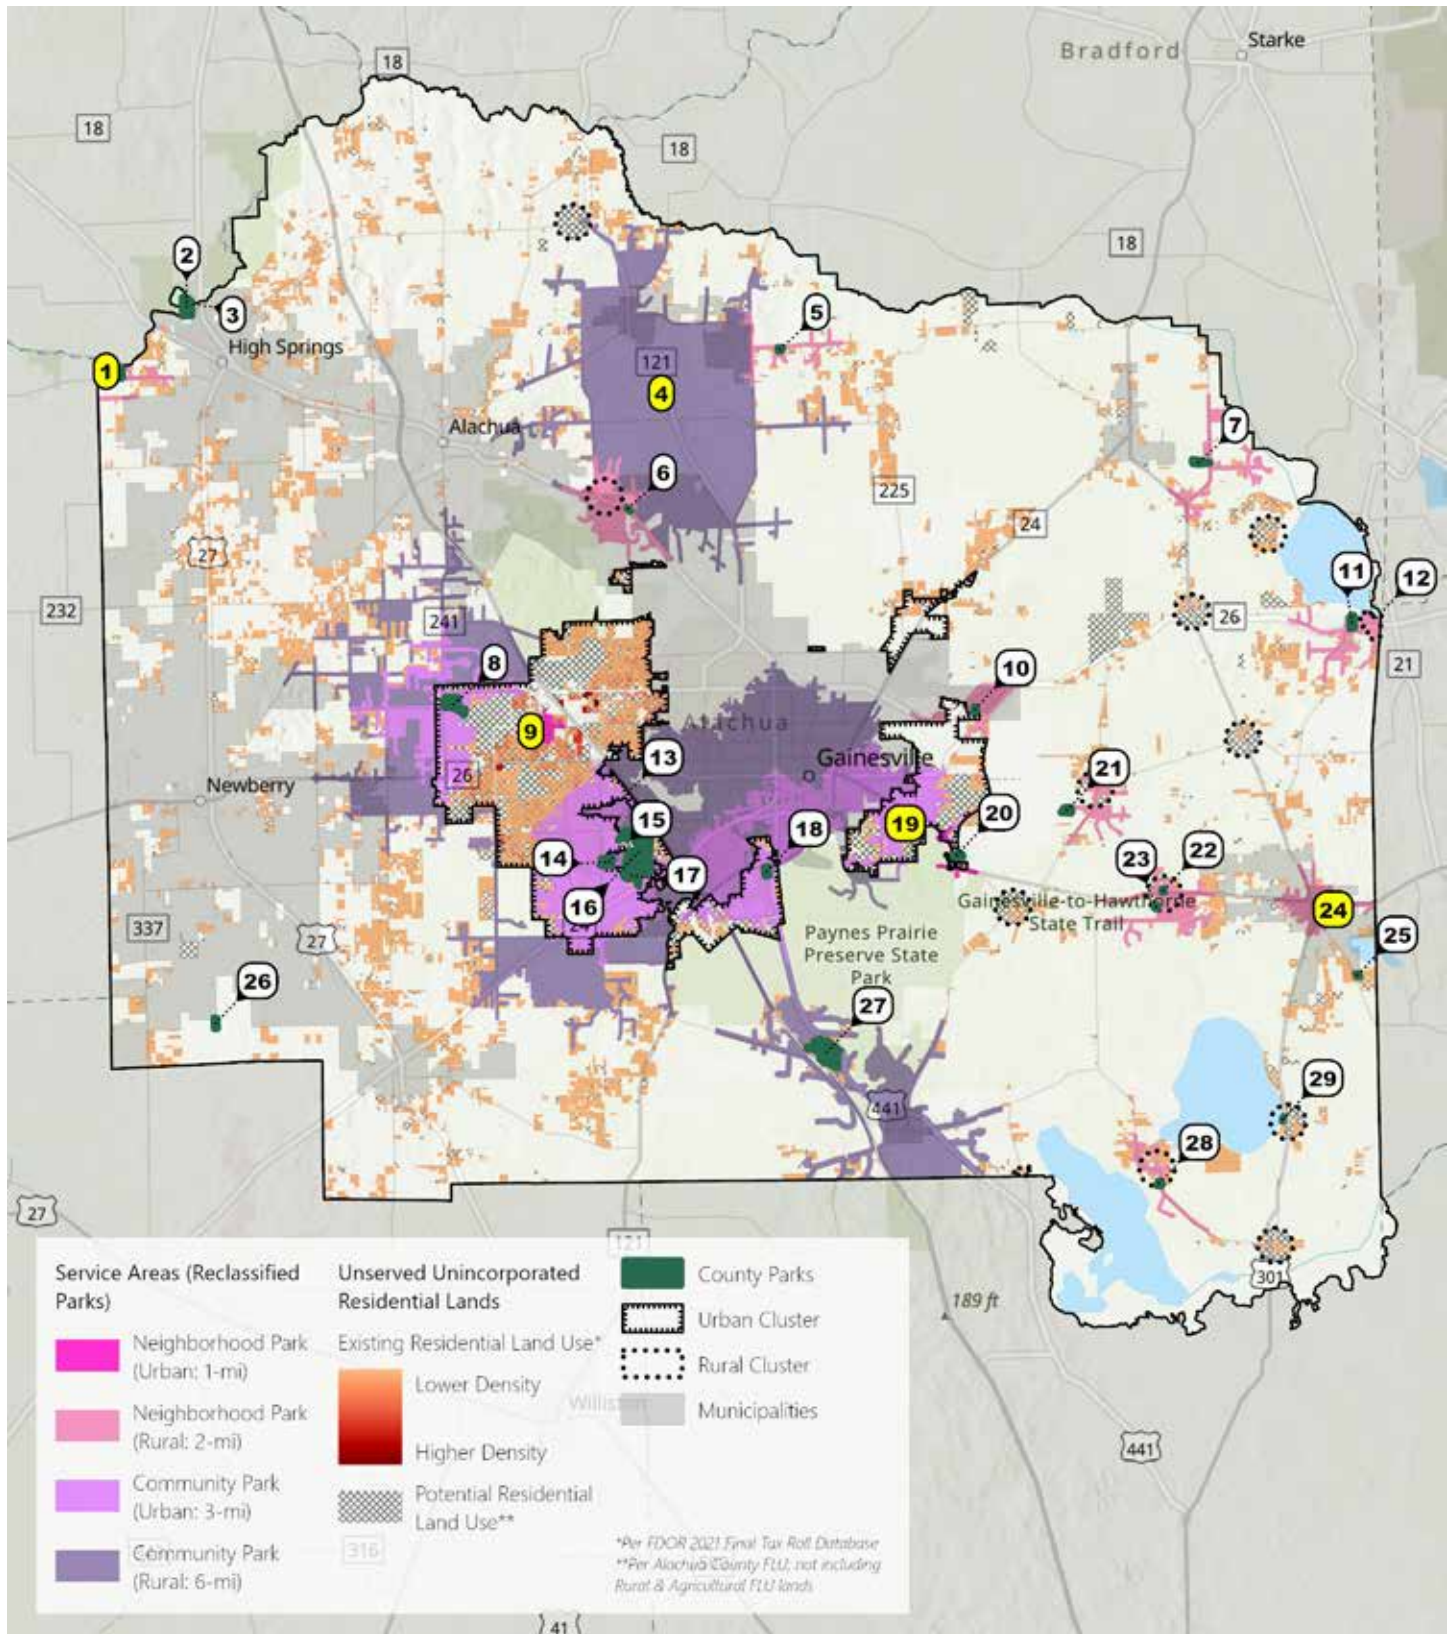 Starke
Bradford
18
18
18
18
2
3
High Springs
1
5
121
4
Alachua
7
6
225
24
27
11
12
232
241
26
8
21
10
9
Alachua
13
Gainesville
26
Newberry
21
15
18
19
20
14
23
22
17
16
Gainesville-to-Hawthorne
State Trail
24
337
27
Paynes Prairie
Preserve State
Park
25
26
27
29
441
28
27
121
301
189 ft
441
Service Areas (Reclassified
Parks)
Neighborhood Park
(Urban: 1-mi)
Neighborhood Park
(Rural: 2-mi)
Community Park
(Urban: 3-mi)
Community Park
(Rural: 6-mi)
Unserved Unincorporated
Residential Lands
Existing Residential Land Use*
Lower Density
Higher Density
Potential Residential
Land Use**
316
County Parks
Urban Cluster
Rural Cluster
Municipalities
*Per FDOR 2021 Final Tax Roll Database
**Per Alachua County FLU, not including
Rural & Agricultural FLU lands
41